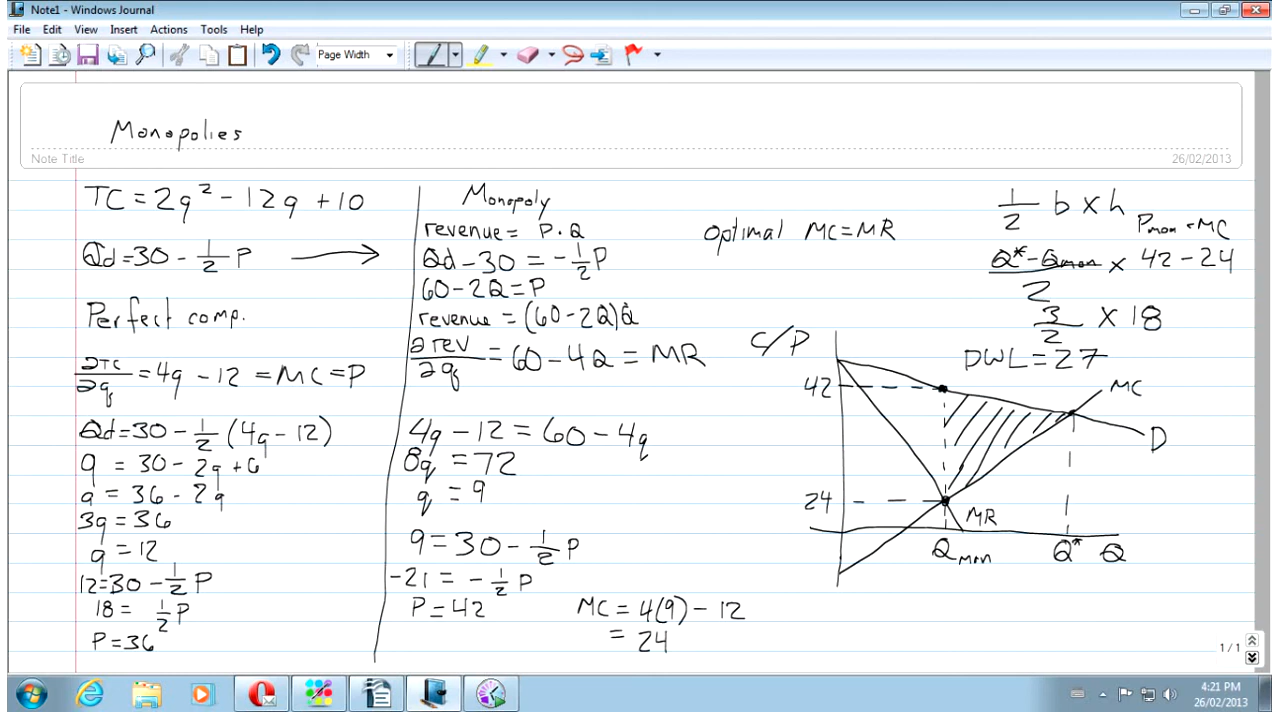 Note1 - Windows Journal
File Edit View Insert Actions Tools Help
Page Width
Monopolies
Note Title
26/02/2013
TC = 2q² - 12q + 10
Qd = 30 - 1/2 P
Perfect comp.
∂TC/∂q = 4q - 12 = MC = P
Qd = 30 - 1/2 (4q - 12)
q = 30 - 2q + 6
q = 36 - 2q
3q = 36
q = 12
12 = 30 - 1/2 P
18 = 1/2 P
P = 36
Monopoly
revenue = P · Q
Qd - 30 = - 1/2 P
60 - 2Q = P
revenue = (60 - 2Q)Q
∂rev/∂q = 60 - 4Q = MR
4q - 12 = 60 - 4q
8q = 72
q = 9
9 = 30 - 1/2 P
-21 = - 1/2 P
P = 42
MC = 4(9) - 12
= 24
optimal MC = MR
1/2 b x h
Pmon = MC
Q* - Qmon / 2 x 42 - 24
3/2 x 18
DWL = 27
C/P
42
MC
D
24
MR
Qmon Q* Q
1 / 1
4:21 PM
26/02/2013